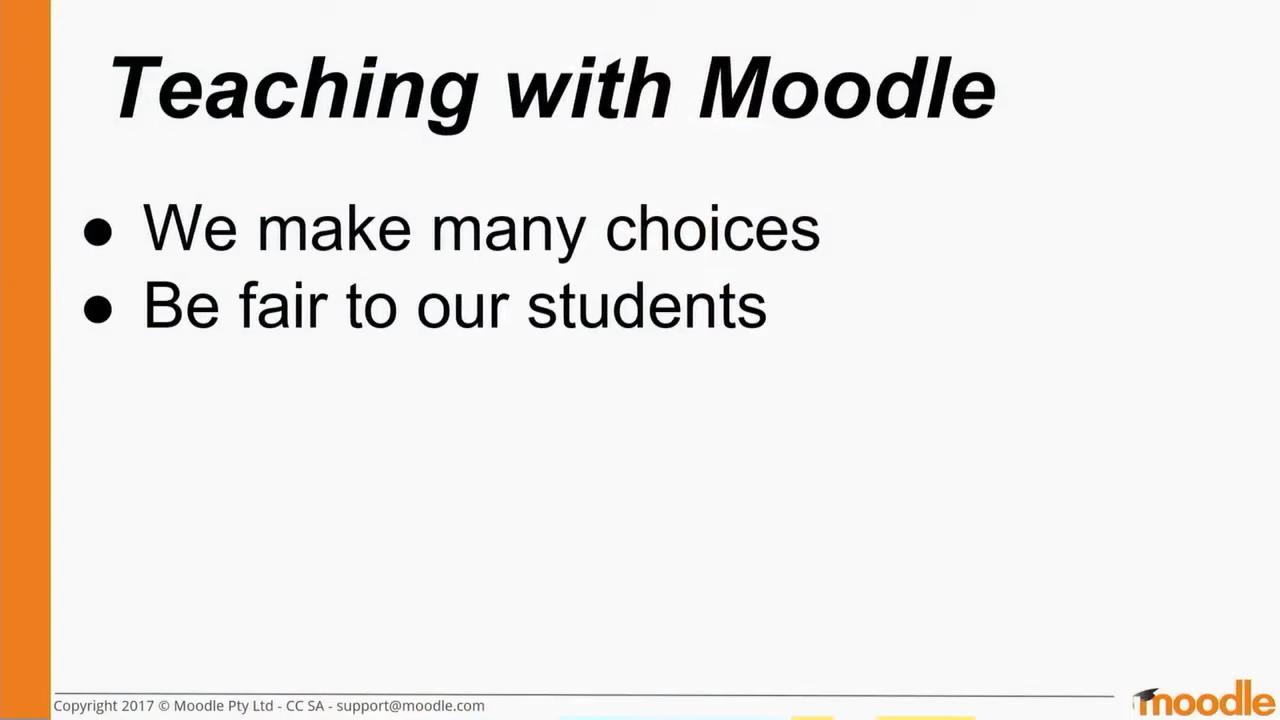 Teaching with Moodle
● We make many choices
● Be fair to our students
Copyright 2017 © Moodle Pty Ltd - CC SA - support@moodle.com
moodle